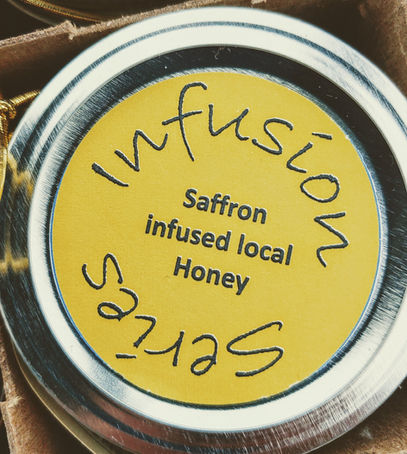 Infusion
Saffron
infused local
Honey
Series